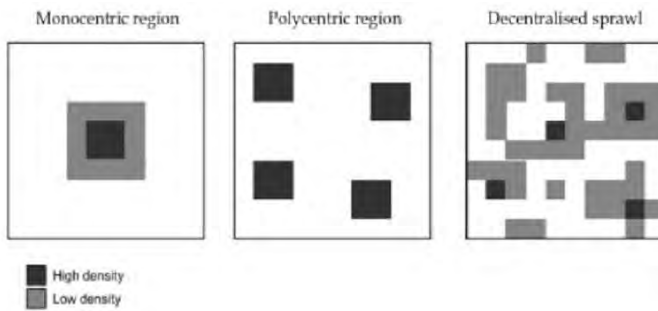 Monocentric region
Polycentric region
Decentralised sprawl
High density
Low density